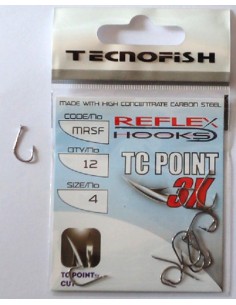 TECNOFISH
MADE WITH HIGH CONCENTRATE CARBON STEEL
CODE/No
MRSF
REFLEX
HOOKS
QTY/No
12
TC POINT
3X
SIZE/No
4
TC POINT